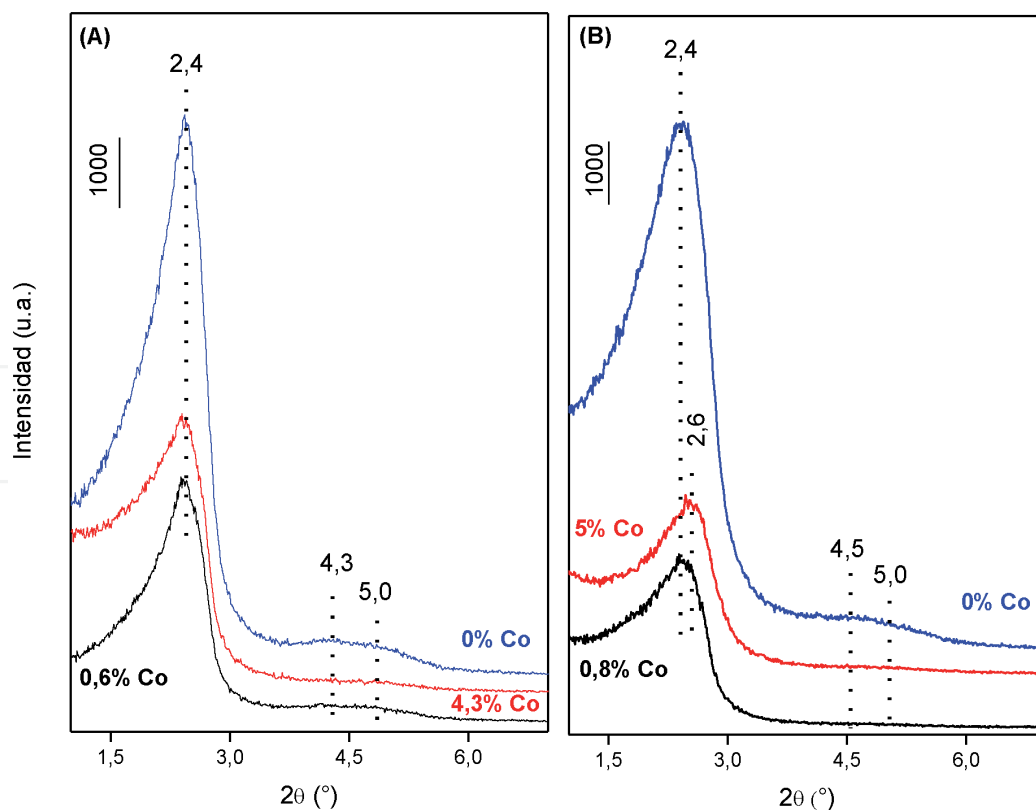 (A)
2,4
1000
4,3
5,0
0% Co
0,6% Co
4,3% Co
1,5
3,0
4,5
6,0
2θ (°)
Intensidad (u.a.)
(B)
2,4
1000
2,6
5% Co
4,5
5,0
0% Co
0,8% Co
1,5
3,0
4,5
6,0
2θ (°)